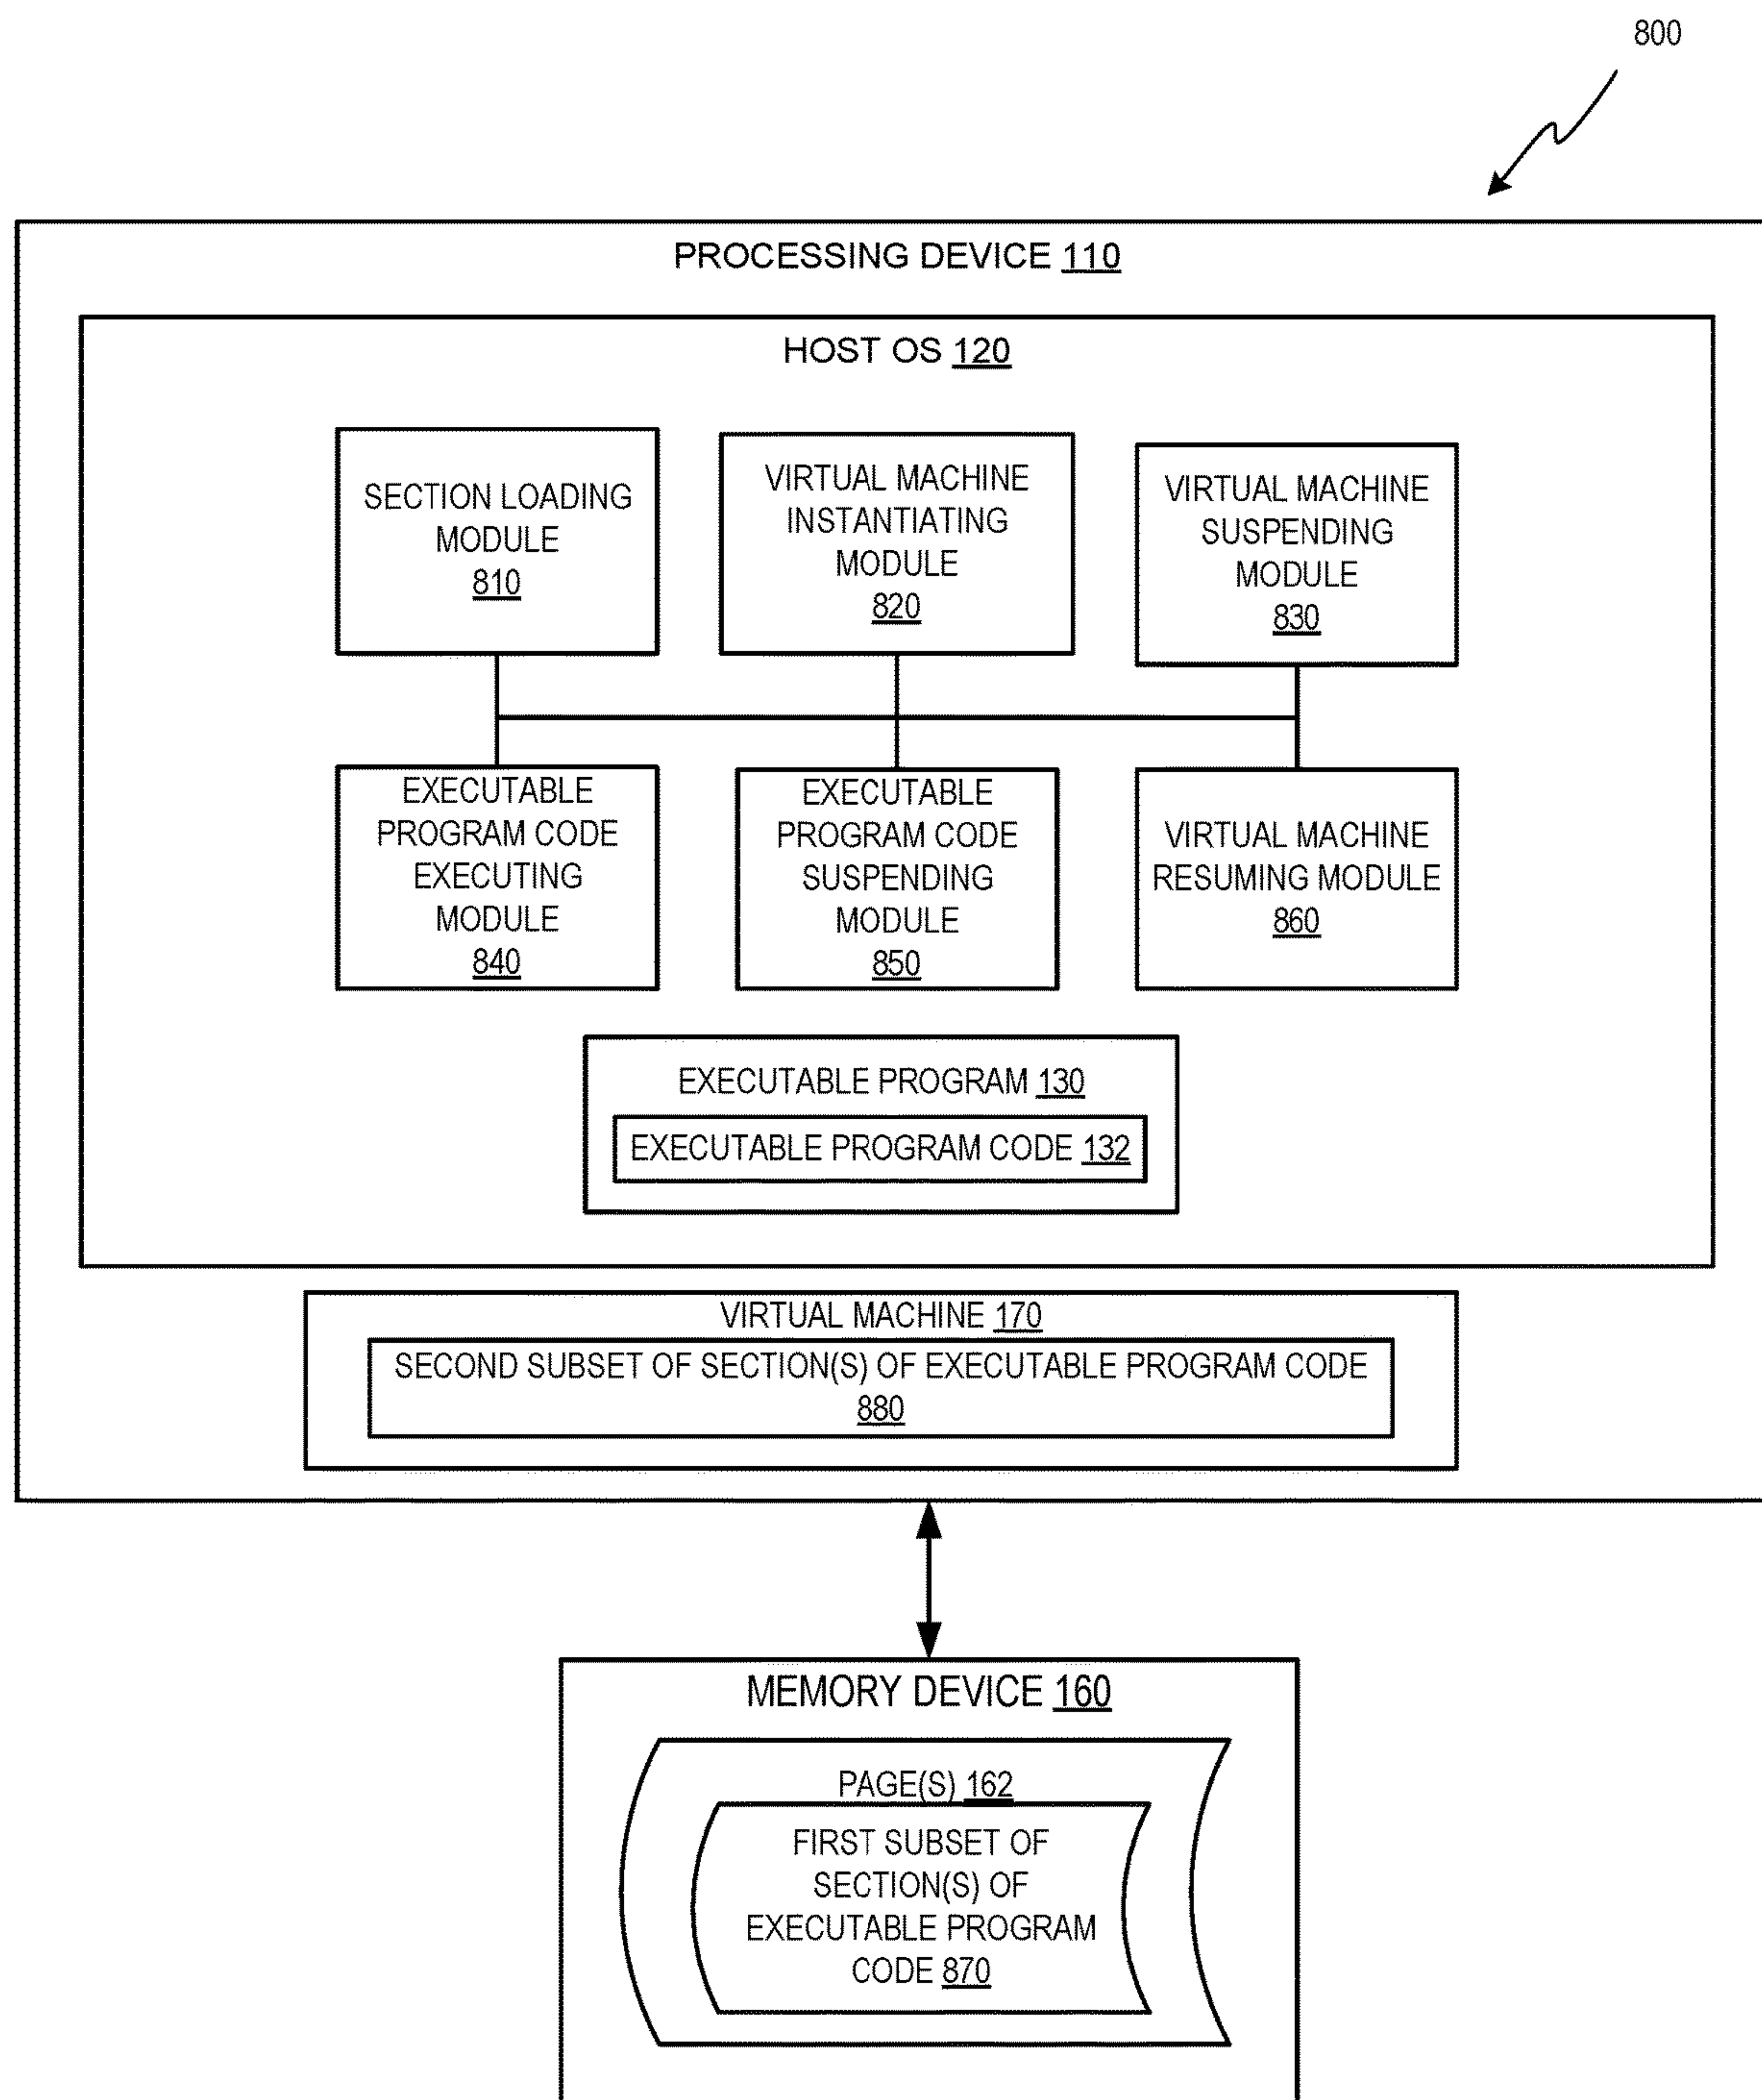 800
PROCESSING DEVICE 110
HOST OS 120
SECTION LOADING
MODULE
810
VIRTUAL MACHINE
INSTANTIATING
MODULE
820
VIRTUAL MACHINE
SUSPENDING
MODULE
830
EXECUTABLE
PROGRAM CODE
EXECUTING
MODULE
840
EXECUTABLE
PROGRAM CODE
SUSPENDING
MODULE
850
VIRTUAL MACHINE
RESUMING MODULE
860
EXECUTABLE PROGRAM 130
EXECUTABLE PROGRAM CODE 132
VIRTUAL MACHINE 170
SECOND SUBSET OF SECTION(S) OF EXECUTABLE PROGRAM CODE
880
MEMORY DEVICE 160
PAGE(S) 162
FIRST SUBSET OF
SECTION(S) OF
EXECUTABLE PROGRAM
CODE 870